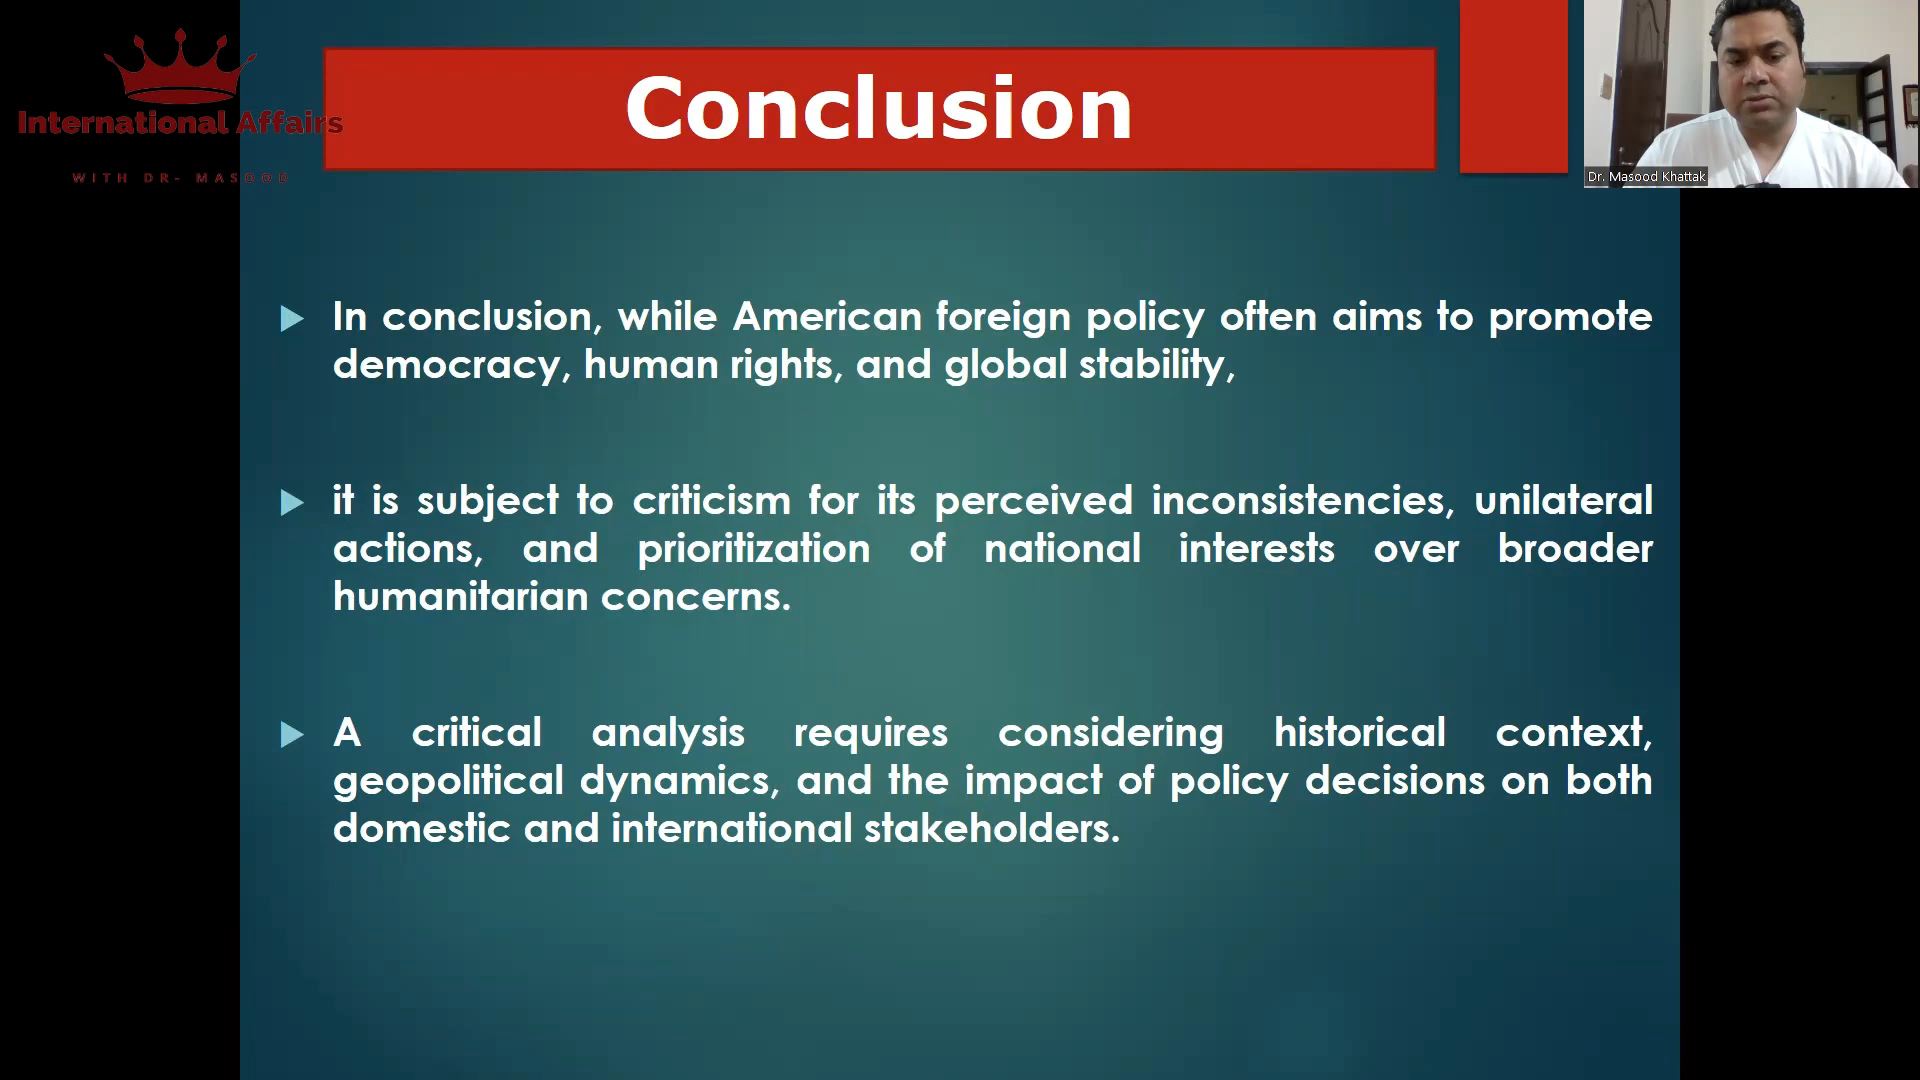 International Affairs
WITH DR- MASOOD
Conclusion
Dr. Masood Khattak
In conclusion, while American foreign policy often aims to promote
democracy, human rights, and global stability,
it is subject to criticism for its perceived inconsistencies, unilateral
actions, and prioritization of national interests over broader
humanitarian concerns.
A critical analysis requires considering historical context,
geopolitical dynamics, and the impact of policy decisions on both
domestic and international stakeholders.